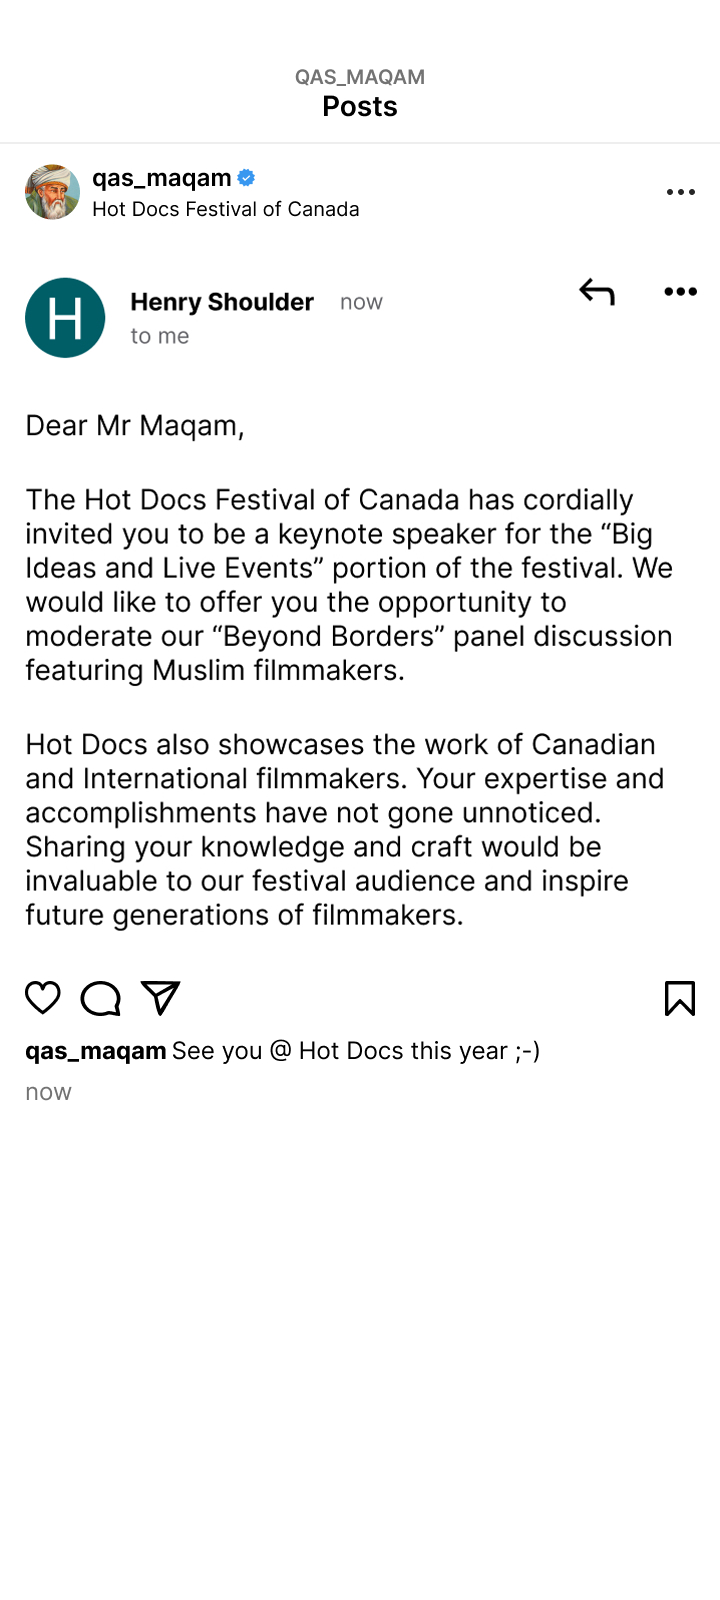 QAS_MAQAM
Posts
qas_maqam
Hot Docs Festival of Canada
H
Henry Shoulder now
to me
Dear Mr Maqam,
The Hot Docs Festival of Canada has cordially
invited you to be a keynote speaker for the “Big
Ideas and Live Events” portion of the festival. We
would like to offer you the opportunity to
moderate our “Beyond Borders” panel discussion
featuring Muslim filmmakers.
Hot Docs also showcases the work of Canadian
and International filmmakers. Your expertise and
accomplishments have not gone unnoticed.
Sharing your knowledge and craft would be
invaluable to our festival audience and inspire
future generations of filmmakers.
qas_maqam See you @ Hot Docs this year ;-)
now